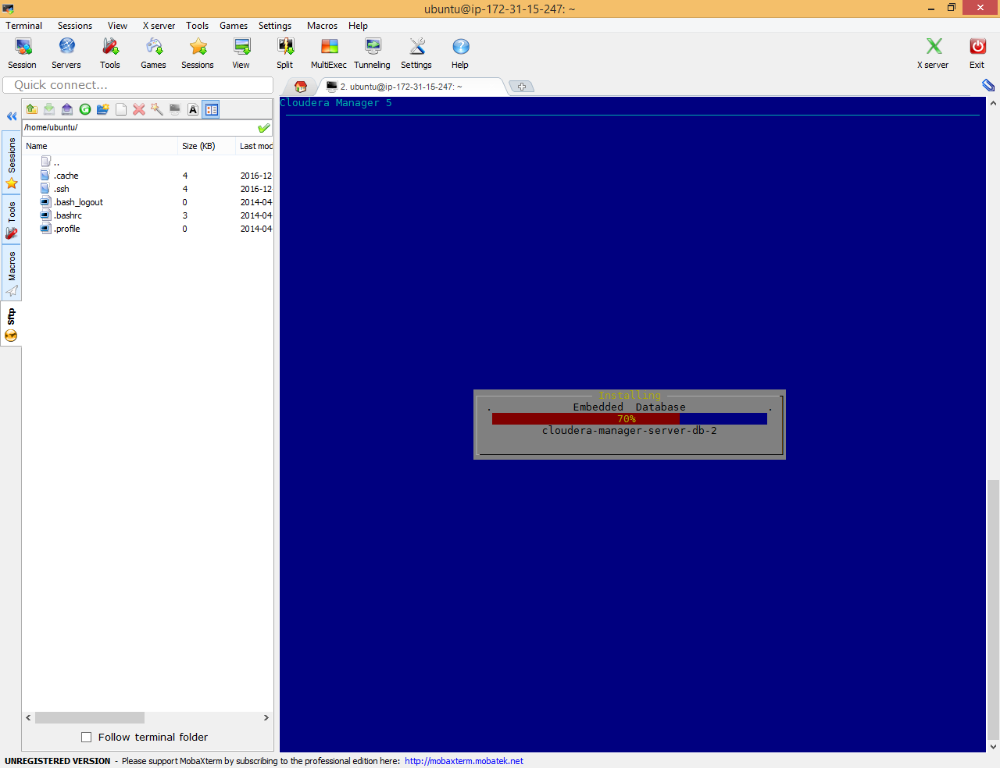 ubuntu@ip-172-31-15-247: ~
Terminal Sessions View X server Tools Games Settings Macros Help
Session Servers Tools Games Sessions View Split MultiExec Tunneling Settings Help X server Exit
Quick connect...
2. ubuntu@ip-172-31-15-247: ~
Cloudera Manager 5
/home/ubuntu/
Name Size (KB) Last mod
..
.cache 4 2016-12
.ssh 4 2016-12
.bash_logout 0 2014-04
.bashrc 3 2014-04
.profile 0 2014-04
Sessions
Tools
Macros
Sftp
Installing
. Embedded Database .
70%
cloudera-manager-server-db-2
Follow terminal folder
UNREGISTERED VERSION - Please support MobaXterm by subscribing to the professional edition here: http://mobaxterm.mobatek.net